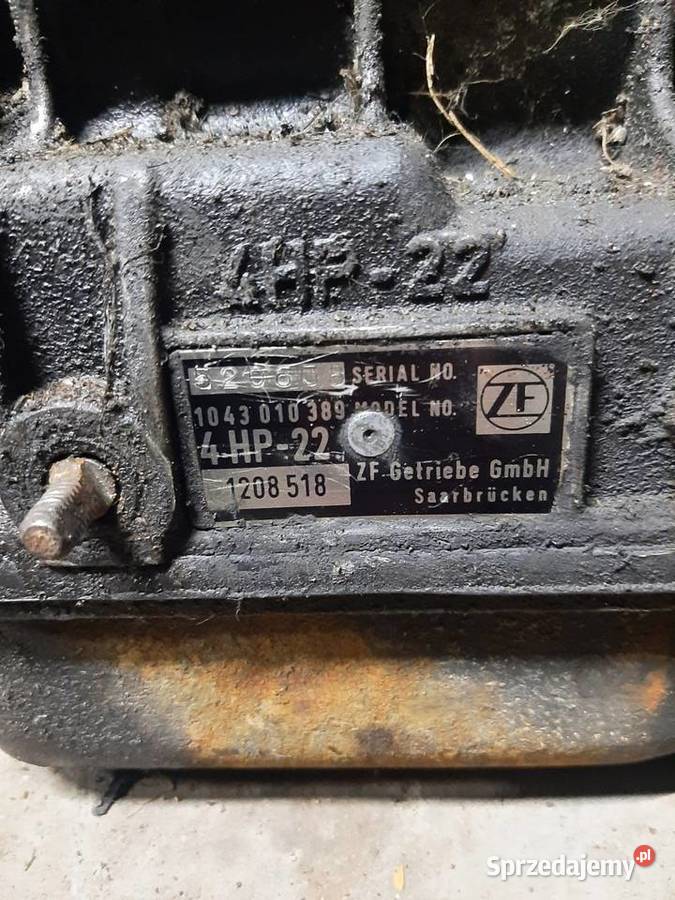 4HP-22
SERIAL NO.
1043 010 389 MODEL NO.
4 HP-22
ZF
1208 518
ZF Getriebe GmbH
Saarbrücken
Sprzedajemy.pl